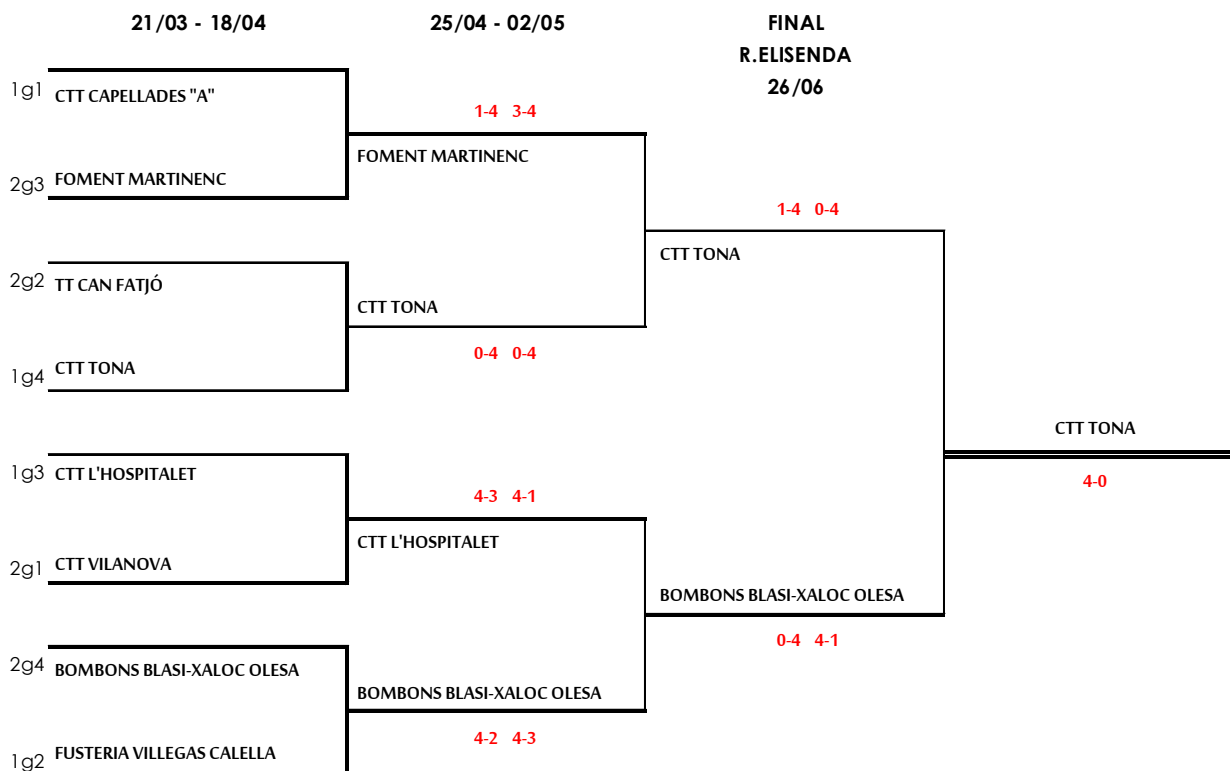 21/03 - 18/04
25/04 - 02/05
FINAL
R.ELISENDA
26/06
1g1 CTT CAPELLADES "A"
2g3 FOMENT MARTINENC
2g2 TT CAN FATJÓ
1g4 CTT TONA
1g3 CTT L'HOSPITALET
2g1 CTT VILANOVA
2g4 BOMBONS BLASI-XALOC OLESA
1g2 FUSTERIA VILLEGAS CALELLA
1-4 3-4
FOMENT MARTINENC
CTT TONA
0-4 0-4
4-3 4-1
CTT L'HOSPITALET
BOMBONS BLASI-XALOC OLESA
4-2 4-3
1-4 0-4
CTT TONA
BOMBONS BLASI-XALOC OLESA
0-4 4-1
CTT TONA
4-0